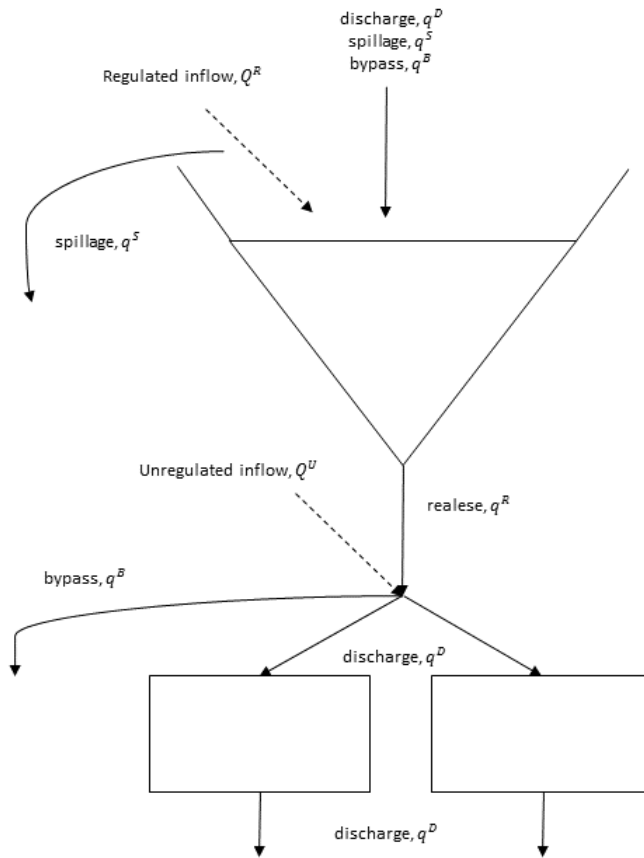 discharge, q^D
spillage, q^S
bypass, q^B
Regulated inflow, Q^R
spillage, q^S
Unregulated inflow, Q^U
realese, q^R
bypass, q^B
discharge, q^D
discharge, q^D